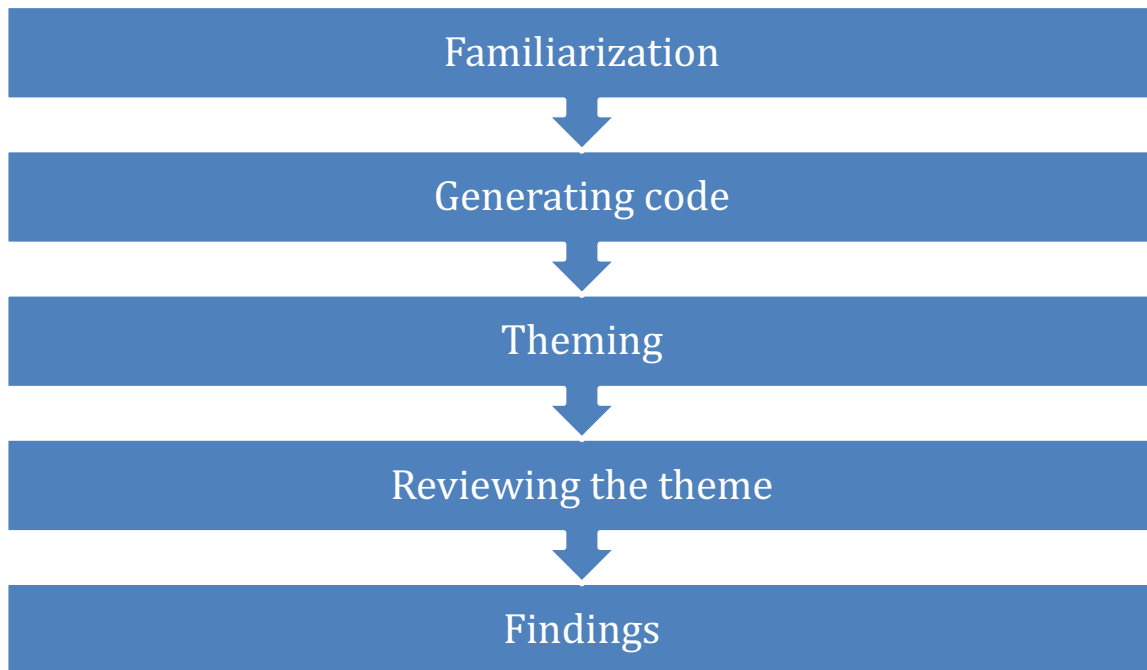 Familiarization
Generating code
Theming
Reviewing the theme
Findings